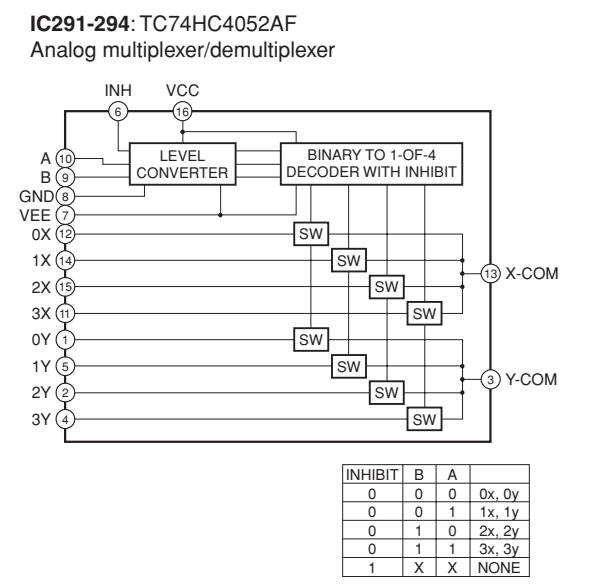 IC291-294: TC74HC4052AF
Analog multiplexer/demultiplexer
INH VCC
6 16
A 10 LEVEL BINARY TO 1-OF-4
B 9 CONVERTER DECODER WITH INHIBIT
GND 8
VEE 7
0X 12 SW
1X 14 SW
13 X-COM
2X 15 SW
3X 11 SW
0Y 1 SW
1Y 5 SW
3 Y-COM
2Y 2 SW
3Y 4 SW
INHIBIT B A
0 0 0 0x, 0y
0 0 1 1x, 1y
0 1 0 2x, 2y
0 1 1 3x, 3y
1 X X NONE